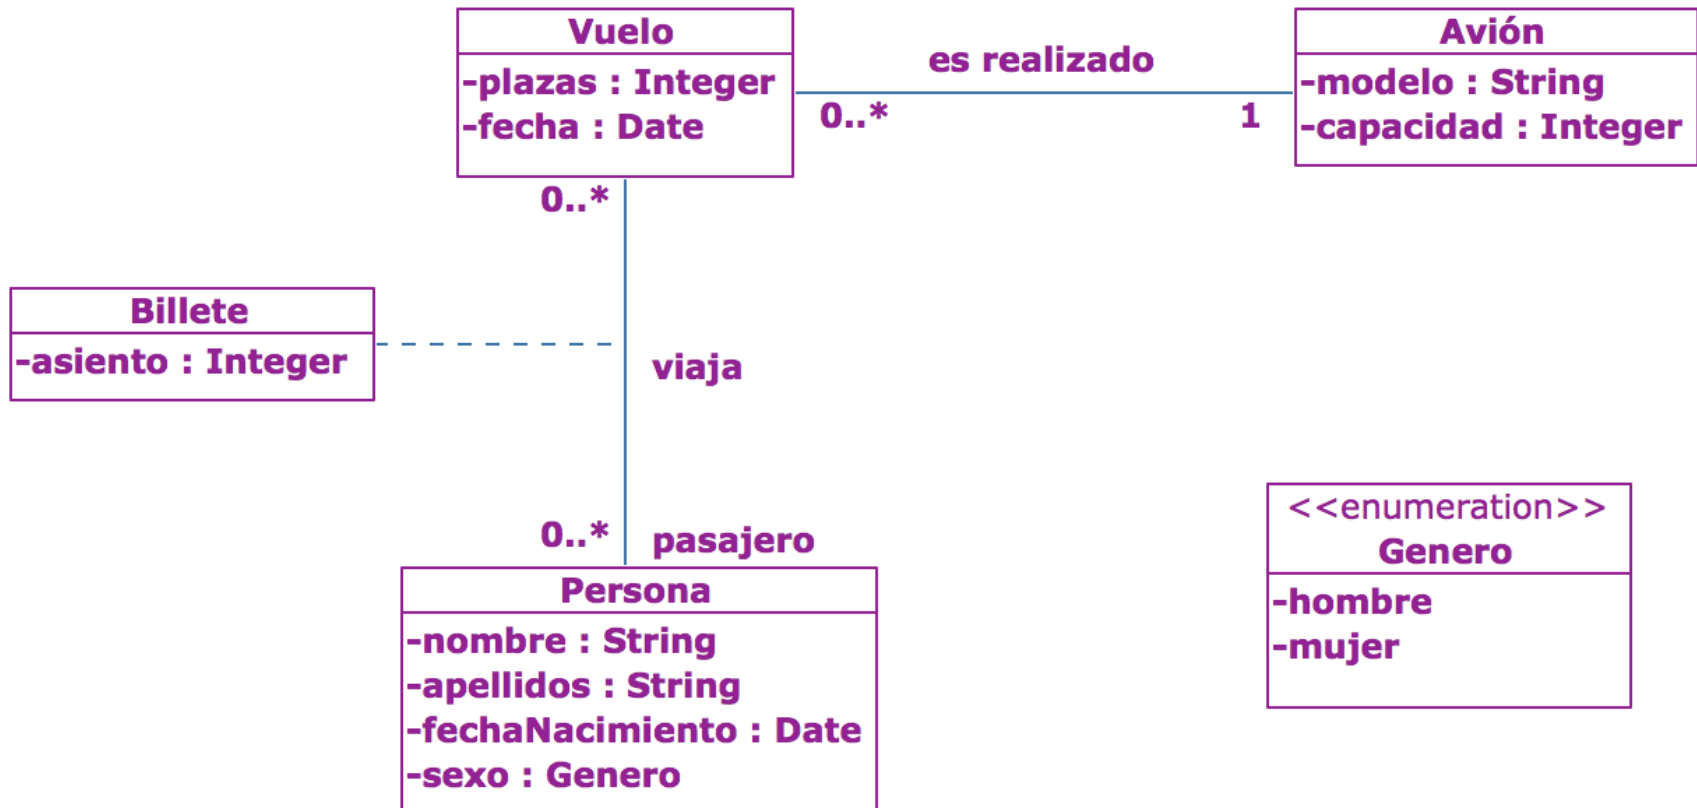 Vuelo
-plazas : Integer
-fecha : Date
es realizado
0..*
1
Avión
-modelo : String
-capacidad : Integer
0..*
Billete
-asiento : Integer
viaja
0..*
pasajero
Persona
-nombre : String
-apellidos : String
-fechaNacimiento : Date
-sexo : Genero
<<enumeration>>
Genero
-hombre
-mujer